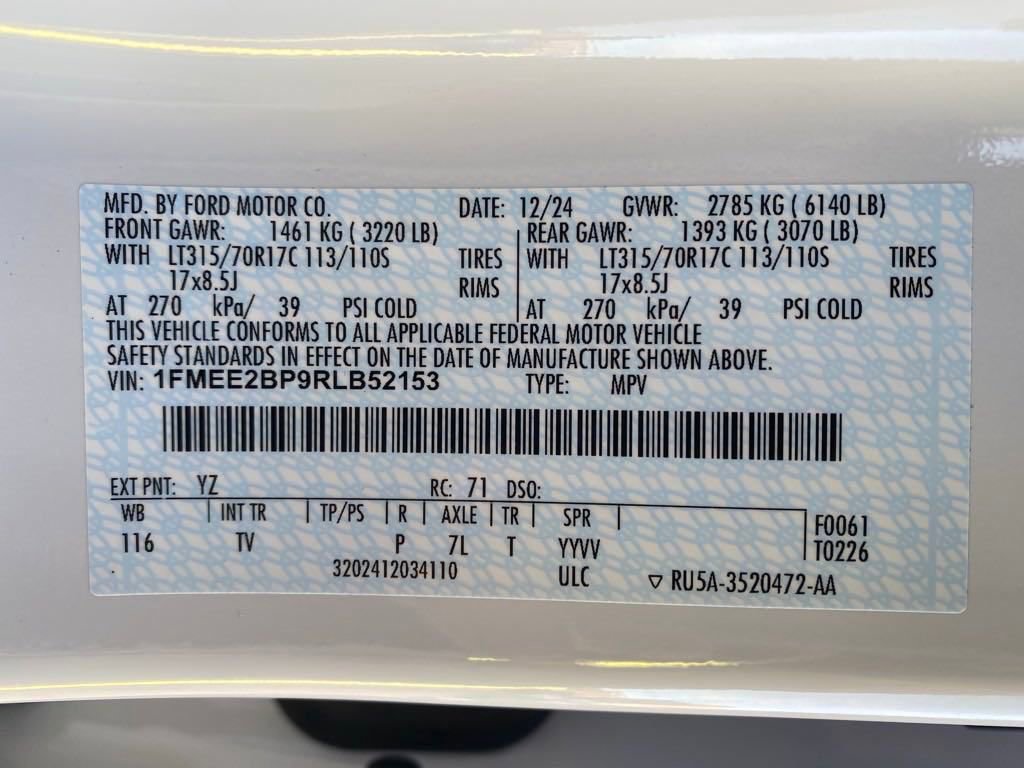 MFD. BY FORD MOTOR CO. DATE: 12/24 GVWR: 2785 KG ( 6140 LB)
FRONT GAWR: 1461 KG ( 3220 LB) REAR GAWR: 1393 KG ( 3070 LB)
WITH LT315/70R17C 113/110S TIRES WITH LT315/70R17C 113/110S TIRES
17x8.5J RIMS 17x8.5J RIMS
AT 270 kPa/ 39 PSI COLD AT 270 kPa/ 39 PSI COLD
THIS VEHICLE CONFORMS TO ALL APPLICABLE FEDERAL MOTOR VEHICLE
SAFETY STANDARDS IN EFFECT ON THE DATE OF MANUFACTURE SHOWN ABOVE.
VIN: 1FMEE2BP9RLB52153 TYPE: MPV
EXT PNT: YZ RC: 71 DSO:
WB INT TR TP/PS R AXLE TR SPR F0061
116 TV P 7L T YYVV T0226
3202412034110 ULC ▽ RU5A-3520472-AA